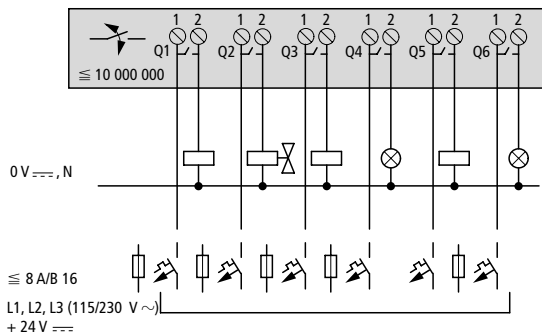 1 2 1 2 1 2 1 2 1 2 1 2
Q1 Q2 Q3 Q4 Q5 Q6
≦ 10 000 000
0 V ⎓, N
≦ 8 A/B 16
L1, L2, L3 (115/230 V ∼)
+ 24 V ⎓